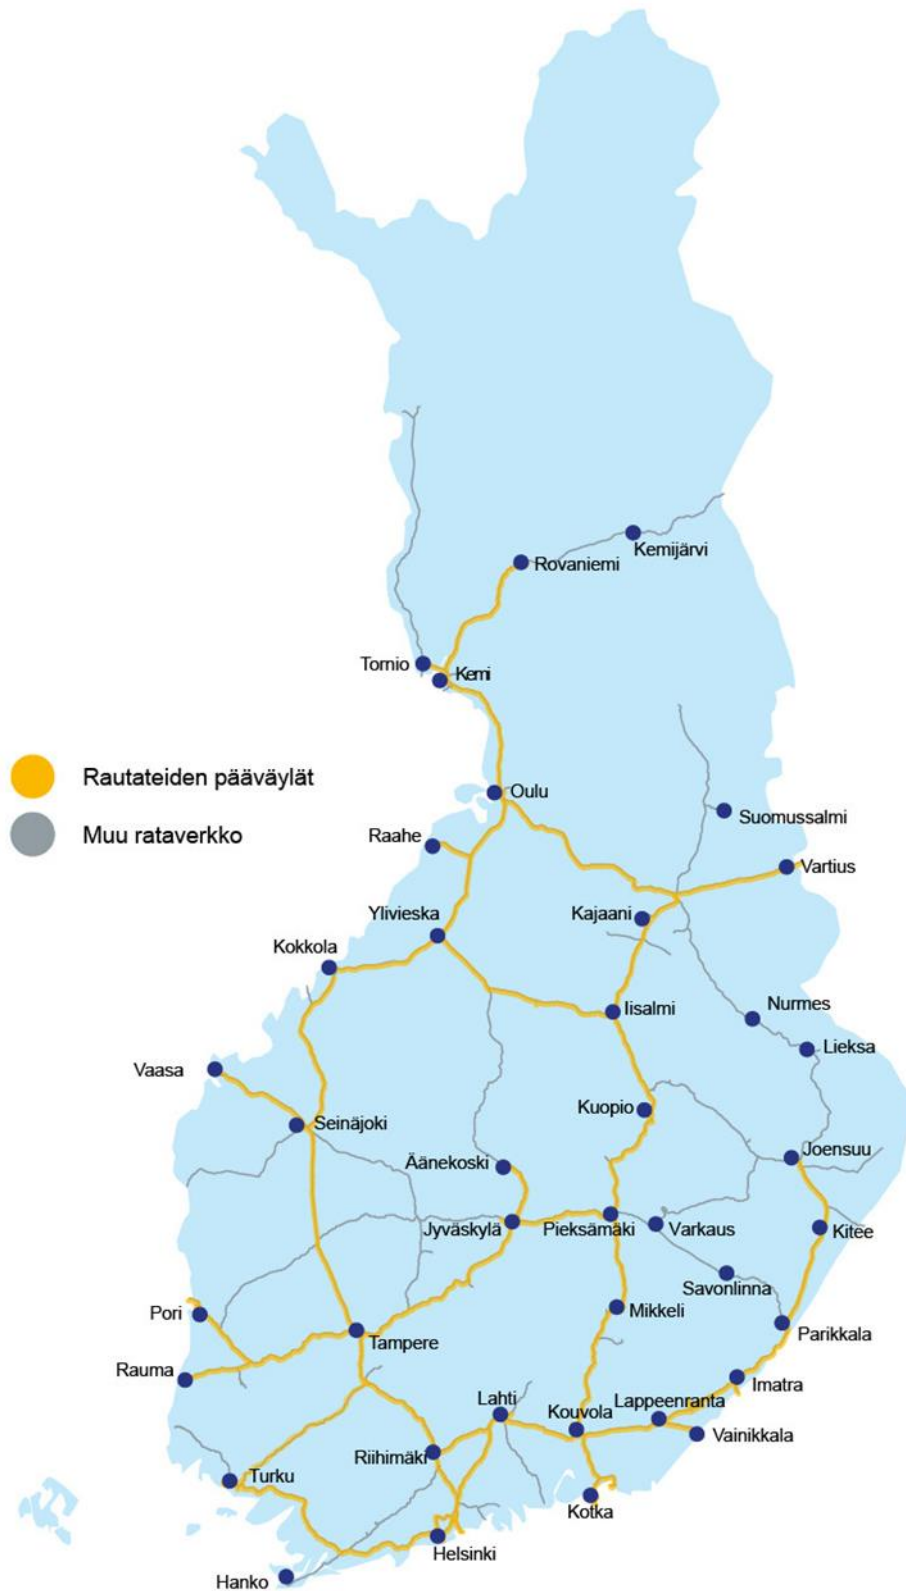 Kemijärvi
Rovaniemi
Tornio
Kemi
Rautateiden pääväylät
Oulu
Suomussalmi
Muu rataverkko
Raahe
Vartius
Ylivieska
Kajaani
Kokkola
Nurmes
Iisalmi
Lieksa
Vaasa
Kuopio
Seinäjoki
Joensuu
Äänekoski
Jyväskylä
Pieksämäki
Varkaus
Kitee
Savonlinna
Pori
Mikkeli
Parikkala
Tampere
Rauma
Imatra
Lahti
Lappeenranta
Kouvola
Vainikkala
Riihimäki
Turku
Kotka
Helsinki
Hanko